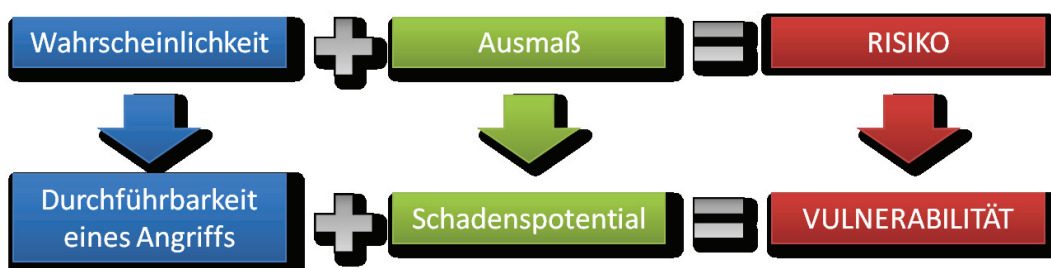 Wahrscheinlichkeit + Ausmaß = RISIKO
Durchführbarkeit
eines Angriffs + Schadenspotential = VULNERABILITÄT